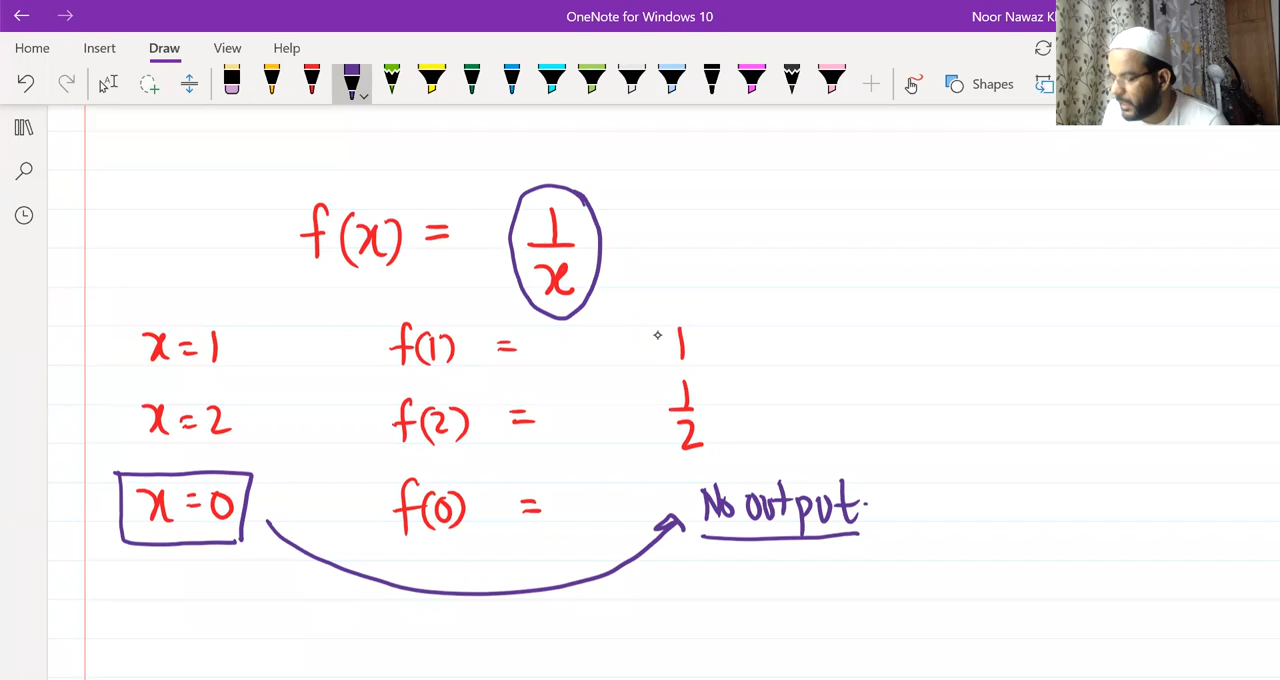 OneNote for Windows 10
Noor Nawaz Kh
Home Insert Draw View Help
Shapes
f(x) = 1/x
x = 1 f(1) = 1
x = 2 f(2) = 1/2
x = 0 f(0) = No output.